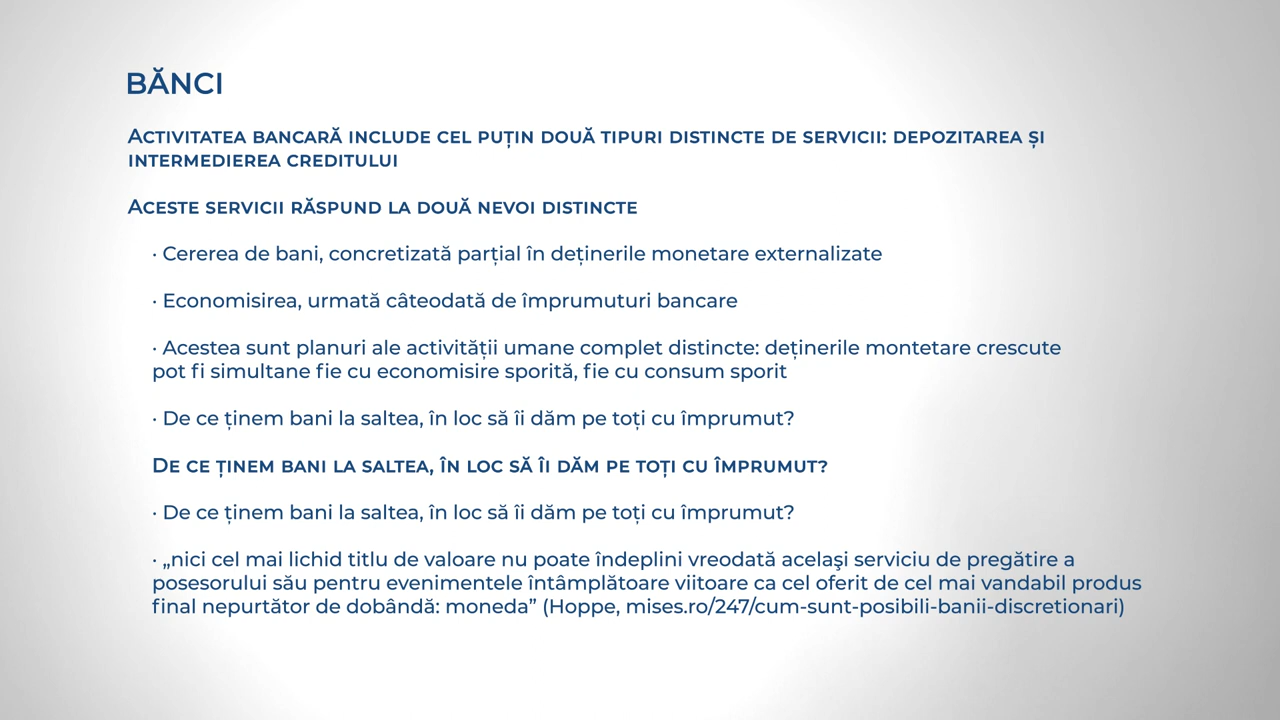 BĂNCI
Activitatea bancară include cel puțin două tipuri distincte de servicii: depozitarea și
intermedierea creditului
Aceste servicii răspund la două nevoi distincte
· Cererea de bani, concretizată parțial în deținerile monetare externalizate
· Economisirea, urmată câteodată de împrumuturi bancare
· Acestea sunt planuri ale activității umane complet distincte: deținerile montetare crescute
pot fi simultane fie cu economisire sporită, fie cu consum sporit
· De ce ținem bani la saltea, în loc să îi dăm pe toți cu împrumut?
De ce ținem bani la saltea, în loc să îi dăm pe toți cu împrumut?
· De ce ținem bani la saltea, în loc să îi dăm pe toți cu împrumut?
· „nici cel mai lichid titlu de valoare nu poate îndeplini vreodată acelaşi serviciu de pregătire a
posesorului său pentru evenimentele întâmplătoare viitoare ca cel oferit de cel mai vandabil produs
final nepurtător de dobândă: moneda” (Hoppe, mises.ro/247/cum-sunt-posibili-banii-discretionari)